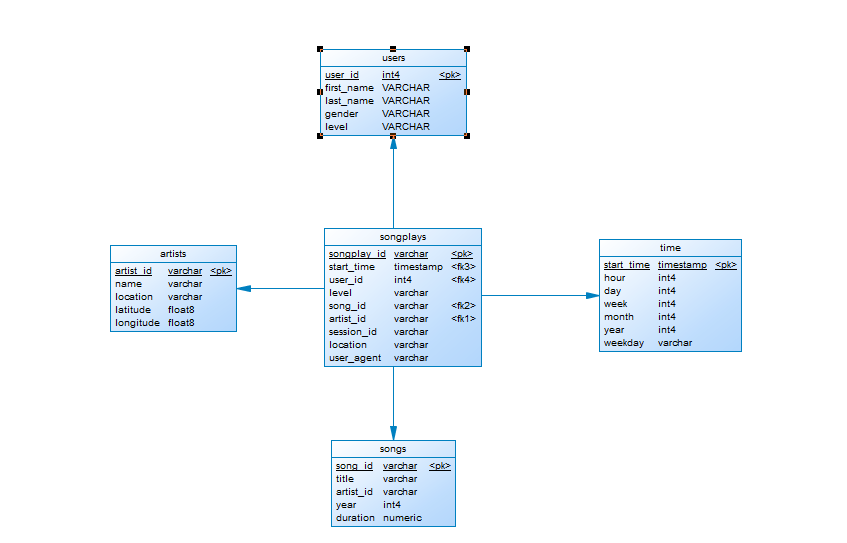 users
user_id int4 <pk>
first_name VARCHAR
last_name VARCHAR
gender VARCHAR
level VARCHAR
songplays
songplay_id varchar <pk>
start_time timestamp <fk3>
user_id int4 <fk4>
level varchar
song_id varchar <fk2>
artist_id varchar <fk1>
session_id varchar
location varchar
user_agent varchar
artists
artist_id varchar <pk>
name varchar
location varchar
latitude float8
longitude float8
time
start_time timestamp <pk>
hour int4
day int4
week int4
month int4
year int4
weekday varchar
songs
song_id varchar <pk>
title varchar
artist_id varchar
year int4
duration numeric